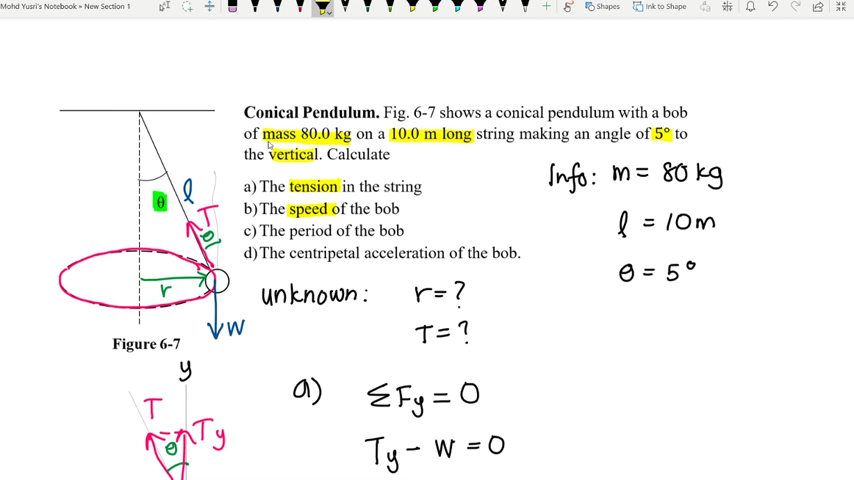 Mohd Yusri's Notebook » New Section 1
Shapes
Ink to Shape
Conical Pendulum. Fig. 6-7 shows a conical pendulum with a bob
of mass 80.0 kg on a 10.0 m long string making an angle of 5° to
the vertical. Calculate
a) The tension in the string
b) The speed of the bob
c) The period of the bob
d) The centripetal acceleration of the bob.
Info: m = 80 kg
l = 10 m
θ = 5°
θ
l
T
θ
r
W
Figure 6-7
unknown: r = ?
T = ?
y
T
Ty
θ
a) ΣFy = 0
Ty - W = 0